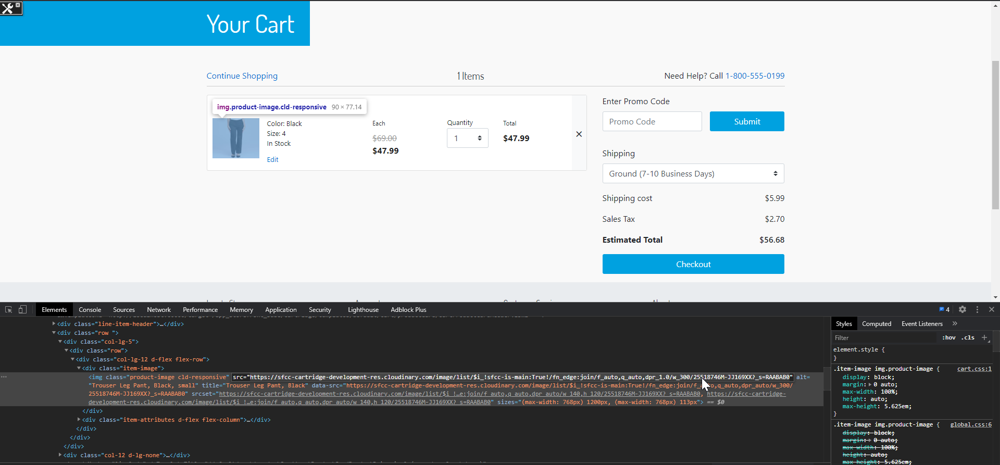 Your Cart
Continue Shopping
1 Items
Need Help? Call 1-800-555-0199
img.product-image.cld-responsive 90 × 77.14
Color: Black
Size: 4
In Stock
Edit
Each
$69.00
$47.99
Quantity
1
Total
$47.99
Enter Promo Code
Promo Code
Submit
Shipping
Ground (7-10 Business Days)
Shipping cost $5.99
Sales Tax $2.70
Estimated Total $56.68
Checkout
Elements Console Sources Network Performance Memory Application Security Lighthouse Adblock Plus 4
<div class="line-item-header">…</div>
<div class="row ">
<div class="col-lg-5">
<div class="row">
<div class="col-lg-12 d-flex flex-row">
<div class="item-image">
<img class="product-image cld-responsive" src="https://sfcc-cartridge-development-res.cloudinary.com/image/list/$i_!sfcc-is-main:True!/fn_edge:join/f_auto,q_auto,dpr_1.0/w_300/25518746M-JJ169XX?_s=RAABAB0" alt=
"Trouser Leg Pant, Black, small" title="Trouser Leg Pant, Black" data-src="https://sfcc-cartridge-development-res.cloudinary.com/image/list/$i_!sfcc-is-main:True!/fn_edge:join/f_auto,q_auto,dpr_auto/w_300/
25518746M-JJ169XX?_s=RAABAB0" srcset="https://sfcc-cartridge-development-res.cloudinary.com/image/list/$i_!…e:join/f_auto,q_auto,dpr_auto/w_140,h_120/25518746M-JJ169XX?_s=RAABAB0, https://sfcc-cartridge-
development-res.cloudinary.com/image/list/$i_!…e:join/f_auto,q_auto,dpr_auto/w_140,h_120/25518746M-JJ169XX?_s=RAABAB0" sizes="(max-width: 768px) 1200px, (max-width: 768px) 113px"> == $0
</div>
<div class="item-attributes d-flex flex-column">…</div>
</div>
</div>
</div>
<div class="col-12 d-lg-none">…</div>
Styles Computed Event Listeners »
Filter :hov .cls +
element.style {
}
.item-image img.product-image { cart.css:1
display: block;
margin: 0 auto;
max-width: 100%;
height: auto;
max-height: 5.625em;
}
.item-image img.product-image { global.css:6
display: block;
margin: 0 auto;
max-width: 100%;
height: auto;
max-height: 5.625em;